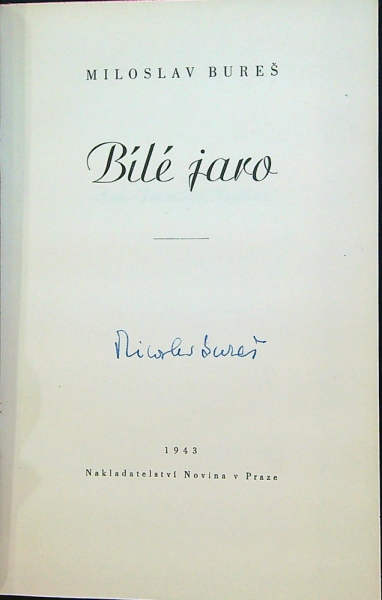 MILOSLAV BUREŠ
Bílé jaro
Miloslav Bureš
1943
Nakladatelství Novina v Praze